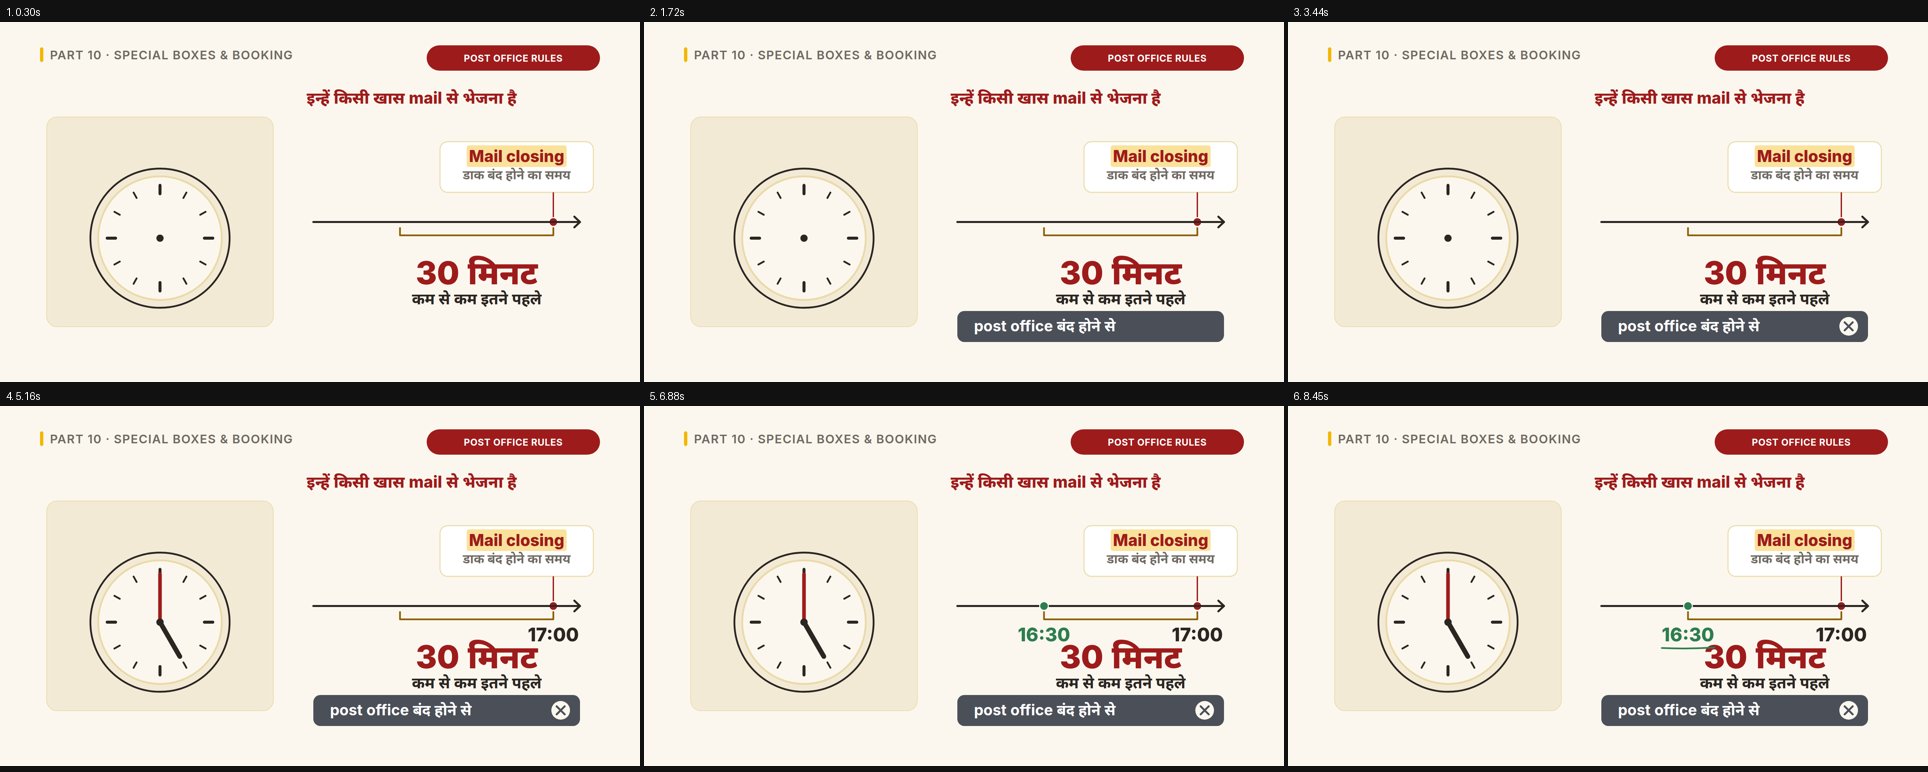 1. 0.30s
PART 10 · SPECIAL BOXES & BOOKING
POST OFFICE RULES
इन्हें किसी खास mail से भेजना है
Mail closing
डाक बंद होने का समय
30 मिनट
कम से कम इतने पहले
2. 1.72s
PART 10 · SPECIAL BOXES & BOOKING
POST OFFICE RULES
इन्हें किसी खास mail से भेजना है
Mail closing
डाक बंद होने का समय
30 मिनट
कम से कम इतने पहले
post office बंद होने से
3. 3.44s
PART 10 · SPECIAL BOXES & BOOKING
POST OFFICE RULES
इन्हें किसी खास mail से भेजना है
Mail closing
डाक बंद होने का समय
30 मिनट
कम से कम इतने पहले
post office बंद होने से
4. 5.16s
PART 10 · SPECIAL BOXES & BOOKING
POST OFFICE RULES
इन्हें किसी खास mail से भेजना है
Mail closing
डाक बंद होने का समय
17:00
30 मिनट
कम से कम इतने पहले
post office बंद होने से
5. 6.88s
PART 10 · SPECIAL BOXES & BOOKING
POST OFFICE RULES
इन्हें किसी खास mail से भेजना है
Mail closing
डाक बंद होने का समय
16:30 17:00
30 मिनट
कम से कम इतने पहले
post office बंद होने से
6. 8.45s
PART 10 · SPECIAL BOXES & BOOKING
POST OFFICE RULES
इन्हें किसी खास mail से भेजना है
Mail closing
डाक बंद होने का समय
16:30 17:00
30 मिनट
कम से कम इतने पहले
post office बंद होने से